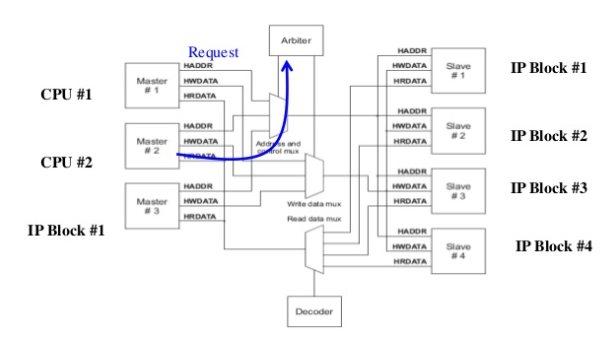 Arbiter
Request
CPU #1
Master
# 1
HADDR
HWDATA
HRDATA
CPU #2
Master
# 2
HADDR
HWDATA
HRDATA
IP Block #1
Master
# 3
HADDR
HWDATA
HRDATA
Address and
control mux
Write data mux
Read data mux
Decoder
HADDR
HWDATA
HRDATA
Slave
# 1
IP Block #1
HADDR
HWDATA
HRDATA
Slave
# 2
IP Block #2
HADDR
HWDATA
HRDATA
Slave
# 3
IP Block #3
HADDR
HWDATA
HRDATA
Slave
# 4
IP Block #4